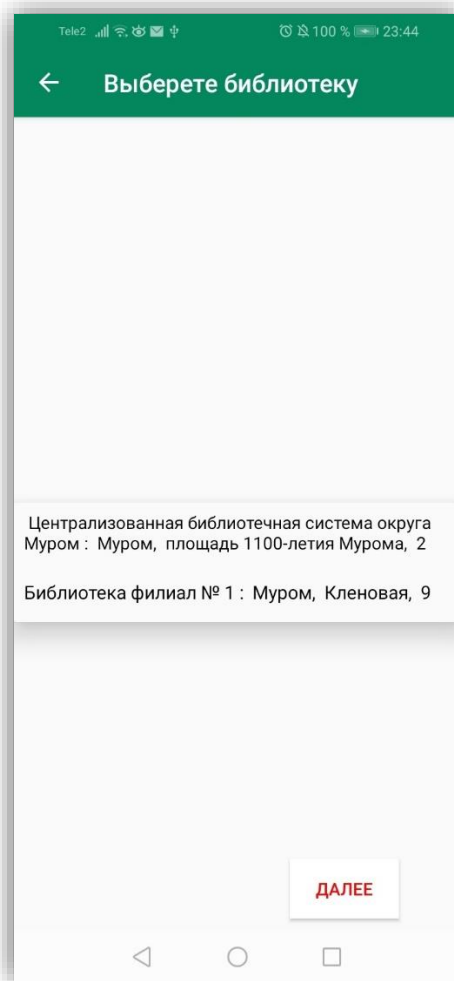 Tele2 100 % 23:44
Выберете библиотеку
Централизованная библиотечная система округа
Муром : Муром, площадь 1100-летия Мурома, 2
Библиотека филиал № 1 : Муром, Кленовая, 9
ДАЛЕЕ